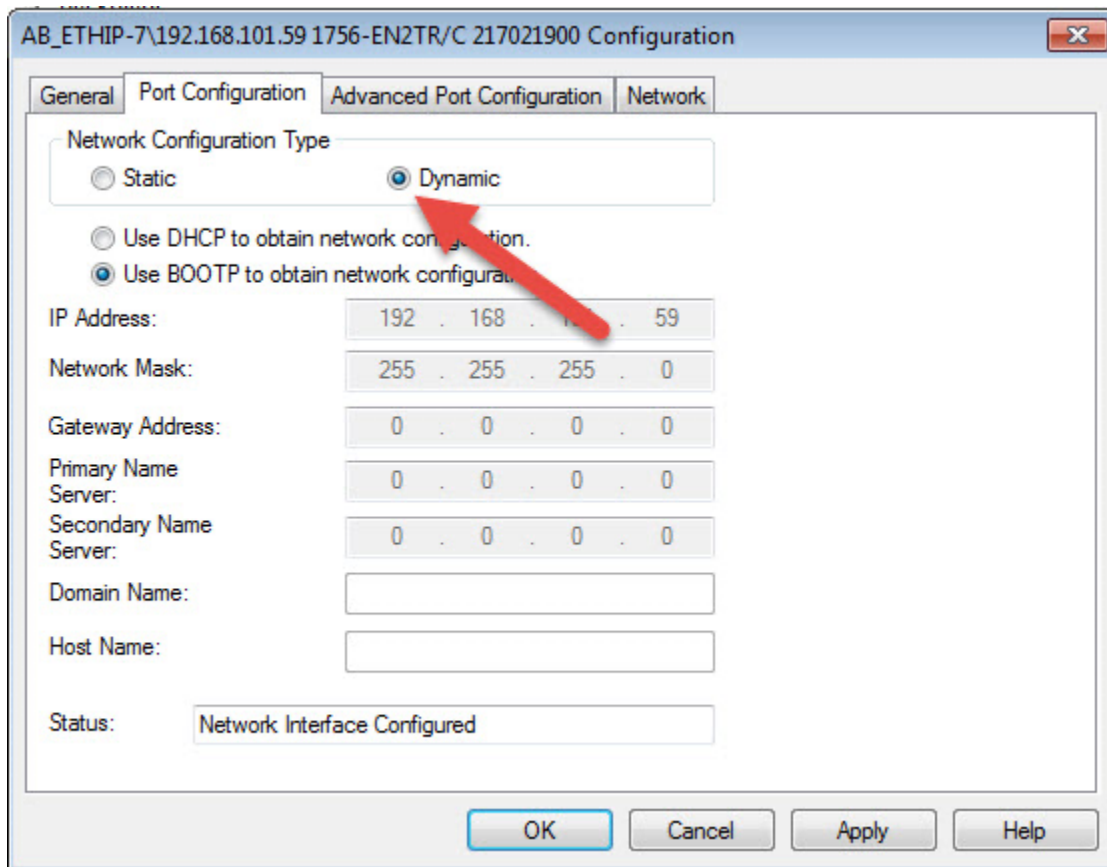 AB_ETHIP-7\192.168.101.59 1756-EN2TR/C 217021900 Configuration
General Port Configuration Advanced Port Configuration Network
Network Configuration Type
Static Dynamic
Use DHCP to obtain network configuration.
Use BOOTP to obtain network
IP Address: 192 . 168 . . 59
Network Mask: 255 . 255 . 255 . 0
Gateway Address: 0 . 0 . 0 . 0
Primary Name
Server: 0 . 0 . 0 . 0
Secondary Name
Server: 0 . 0 . 0 . 0
Domain Name:
Host Name:
Status: Network Interface Configured
OK Cancel Apply Help